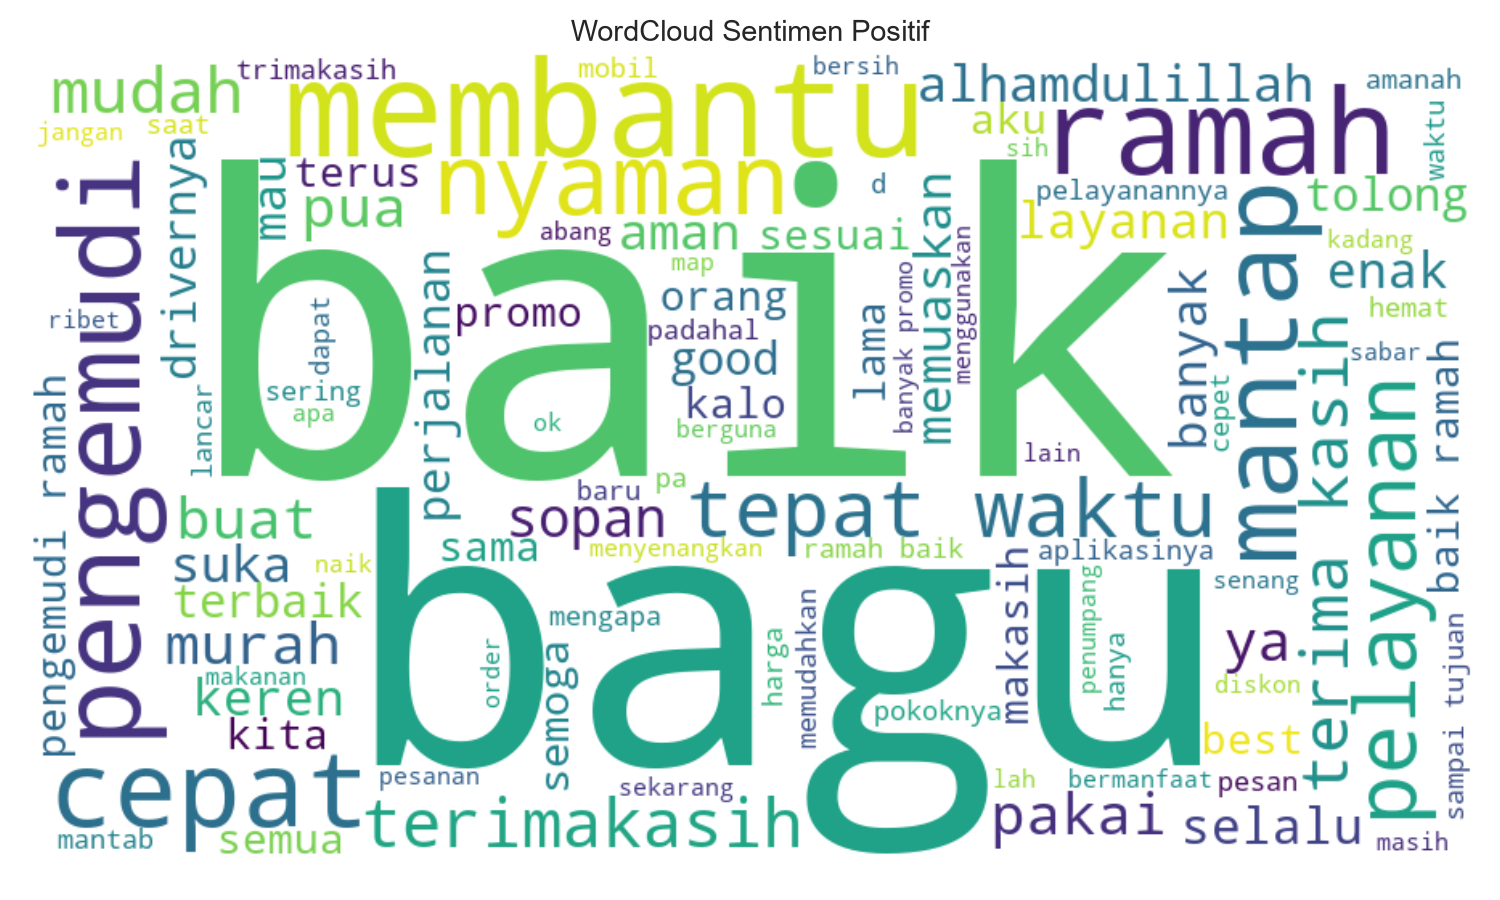 WordCloud Sentimen Positif
mudah
trimakasih
membantu
mobil
bersih
alhamdulillah
amanah
jangan
saat
aku
ramah
waktu
sih
pengemudi
drivernya
mau
terus
nyaman
d
pelayanannya
tolong
pua
abang
aman
sesuai
memuaskan
layanan
mantap
kadang
baik
map
menggunakan
enak
perjalanan
orang
banyak promo
banyak
hemat
ribet
dapat
promo
padahal
lama
terima kasih
sabar
good
sering
kalo
cepet
pelayanan
baik ramah
pengemudi ramah
lancar
apa
ok
berguna
lain
pa
baru
buat
sopan
tepat
waktu
suka
naik
sama
menyenangkan
ramah baik
makasih
aplikasinya
senang
terbaik
bagu
mengapa
memudahkan
penumpang
hanya
murah
ya
makanan
order
semoga
harga
diskon
sampai tujuan
keren
pokoknya
kita
best
cepat
pesanan
sekarang
lah
bermanfaat
pesan
mantab
semua
terimakasih
pakai
selalu
masih